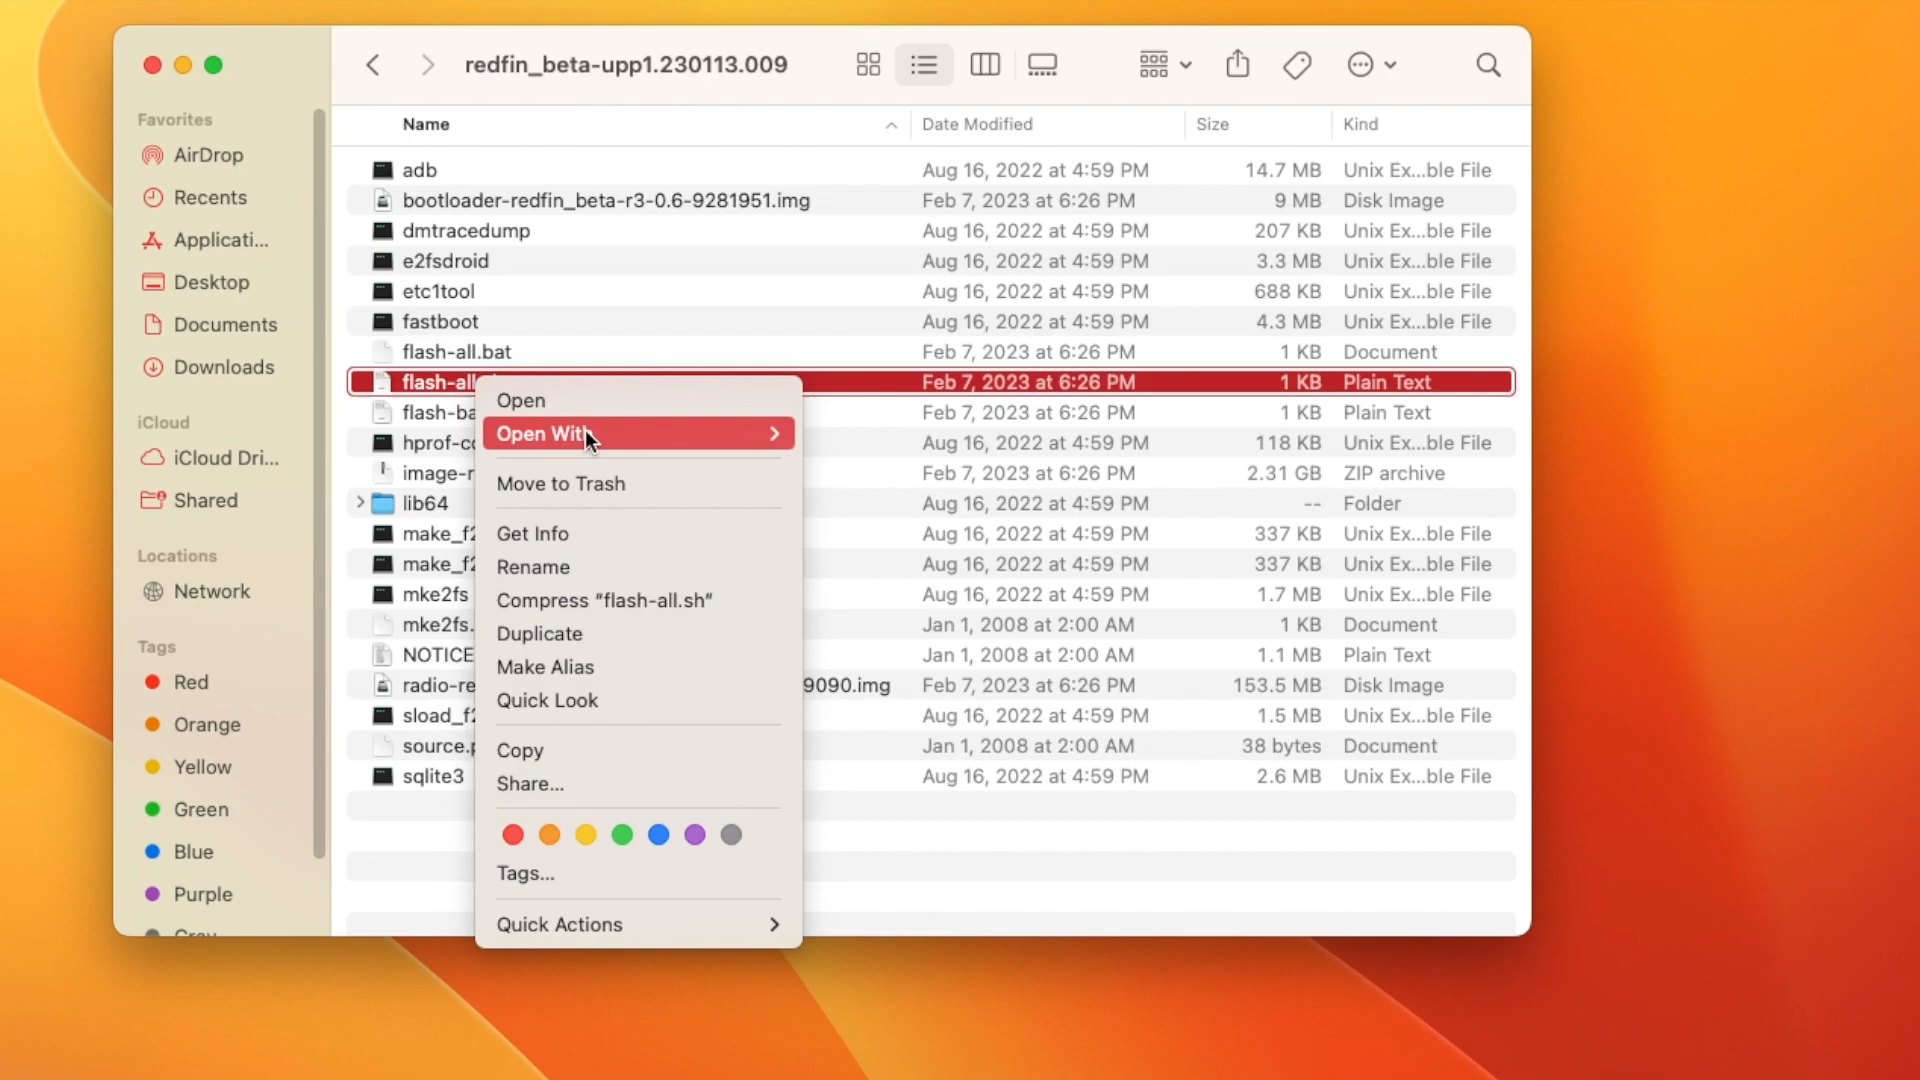 redfin_beta-upp1.230113.009
Favorites
AirDrop
Recents
Applicati...
Desktop
Documents
Downloads
iCloud
iCloud Dri...
Shared
Locations
Network
Tags
Red
Orange
Yellow
Green
Blue
Purple
Gray
Name Date Modified Size Kind
adb Aug 16, 2022 at 4:59 PM 14.7 MB Unix Ex...ble File
bootloader-redfin_beta-r3-0.6-9281951.img Feb 7, 2023 at 6:26 PM 9 MB Disk Image
dmtracedump Aug 16, 2022 at 4:59 PM 207 KB Unix Ex...ble File
e2fsdroid Aug 16, 2022 at 4:59 PM 3.3 MB Unix Ex...ble File
etc1tool Aug 16, 2022 at 4:59 PM 688 KB Unix Ex...ble File
fastboot Aug 16, 2022 at 4:59 PM 4.3 MB Unix Ex...ble File
flash-all.bat Feb 7, 2023 at 6:26 PM 1 KB Document
flash-all Feb 7, 2023 at 6:26 PM 1 KB Plain Text
flash-ba Feb 7, 2023 at 6:26 PM 1 KB Plain Text
hprof-co Aug 16, 2022 at 4:59 PM 118 KB Unix Ex...ble File
image-r Feb 7, 2023 at 6:26 PM 2.31 GB ZIP archive
lib64 Aug 16, 2022 at 4:59 PM -- Folder
make_f2 Aug 16, 2022 at 4:59 PM 337 KB Unix Ex...ble File
make_f2 Aug 16, 2022 at 4:59 PM 337 KB Unix Ex...ble File
mke2fs Aug 16, 2022 at 4:59 PM 1.7 MB Unix Ex...ble File
mke2fs. Jan 1, 2008 at 2:00 AM 1 KB Document
NOTICE Jan 1, 2008 at 2:00 AM 1.1 MB Plain Text
radio-re 9090.img Feb 7, 2023 at 6:26 PM 153.5 MB Disk Image
sload_f2 Aug 16, 2022 at 4:59 PM 1.5 MB Unix Ex...ble File
source.p Jan 1, 2008 at 2:00 AM 38 bytes Document
sqlite3 Aug 16, 2022 at 4:59 PM 2.6 MB Unix Ex...ble File
Open
Open With
Move to Trash
Get Info
Rename
Compress "flash-all.sh"
Duplicate
Make Alias
Quick Look
Copy
Share...
Tags...
Quick Actions